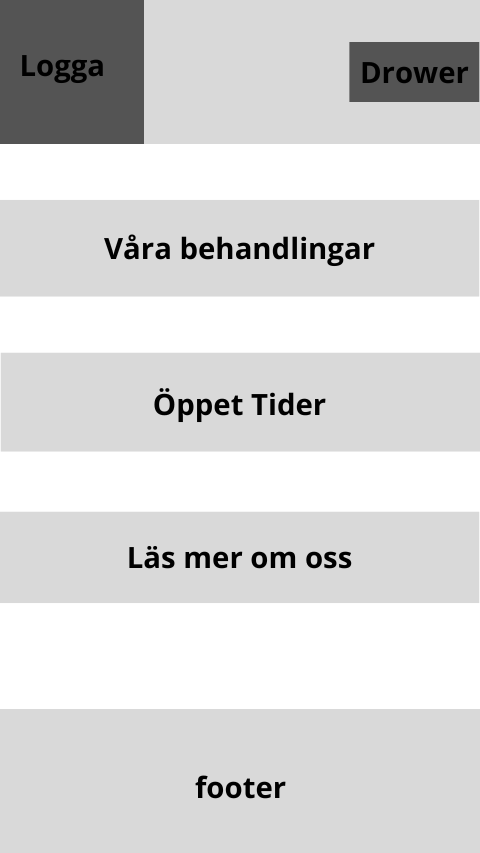 Logga
Drower
Våra behandlingar
Öppet Tider
Läs mer om oss
footer